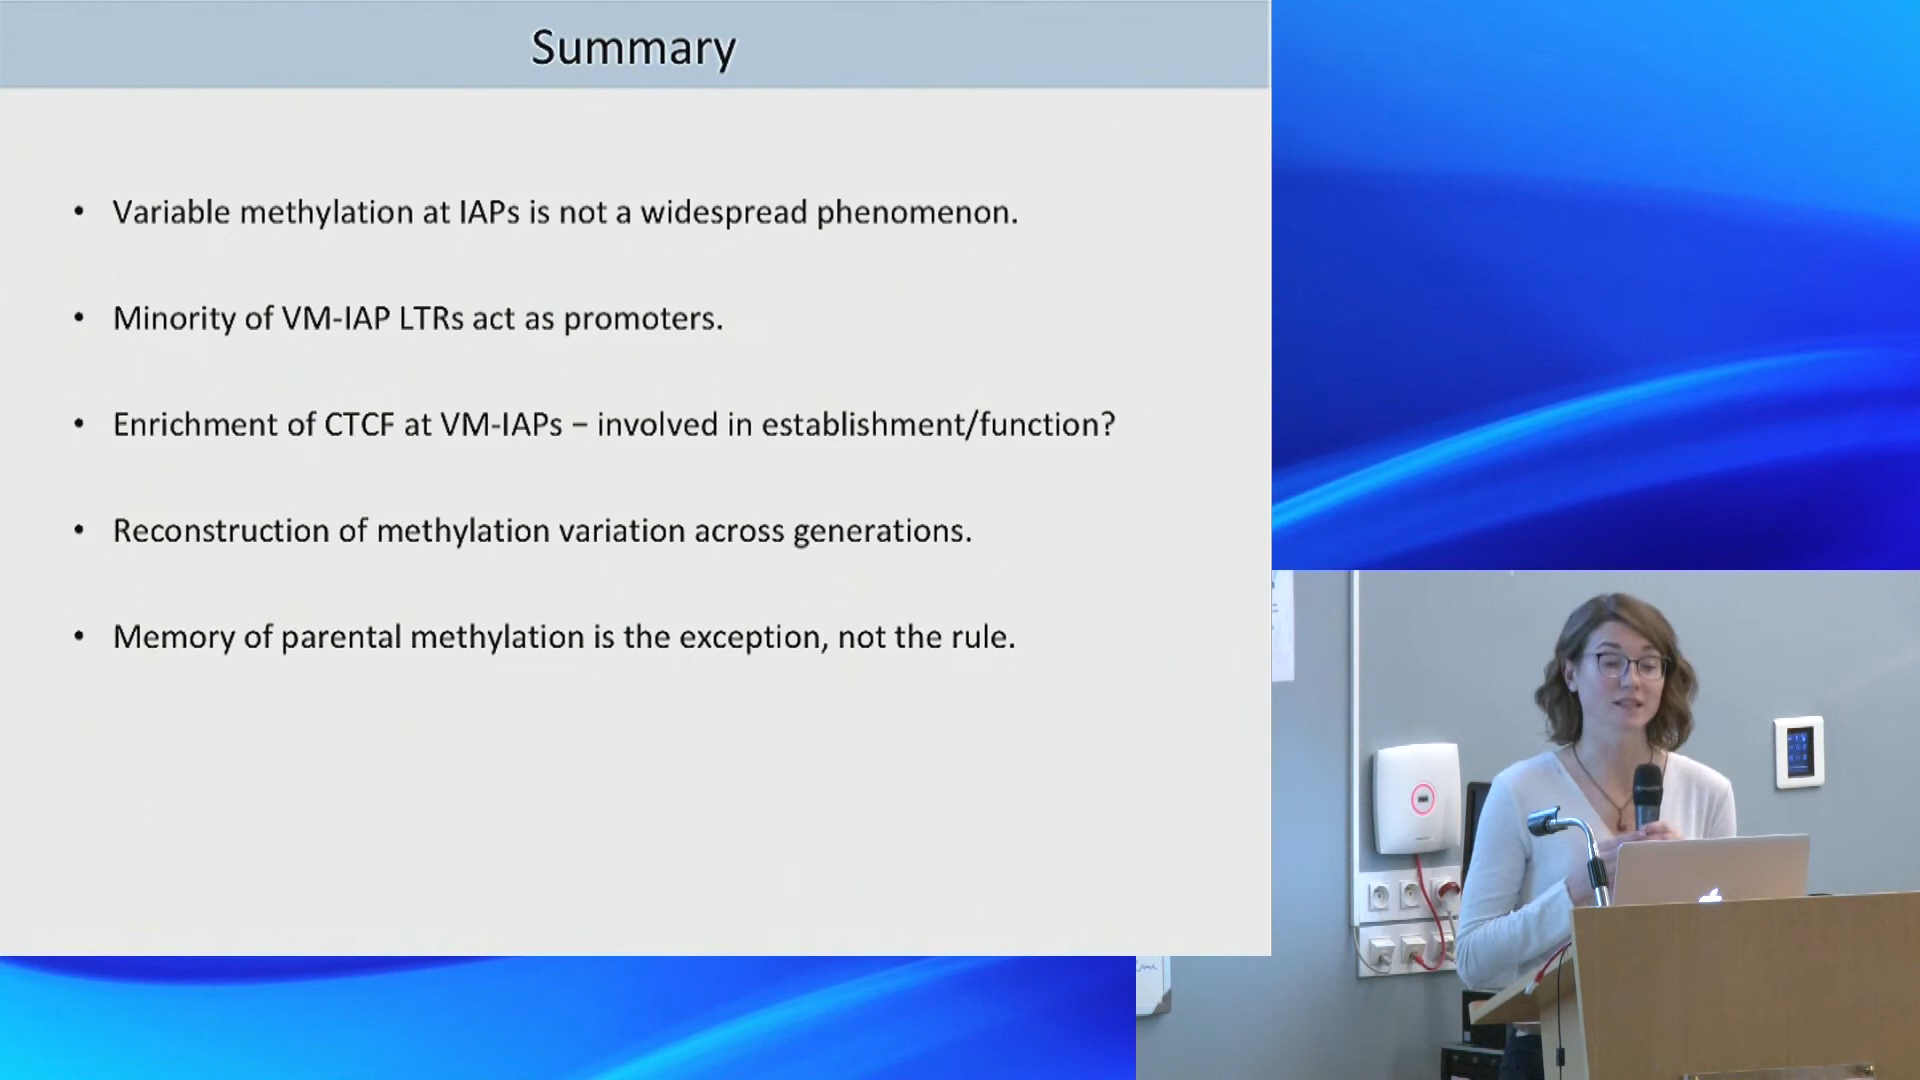 Summary
• Variable methylation at IAPs is not a widespread phenomenon.
• Minority of VM-IAP LTRs act as promoters.
• Enrichment of CTCF at VM-IAPs – involved in establishment/function?
• Reconstruction of methylation variation across generations.
• Memory of parental methylation is the exception, not the rule.